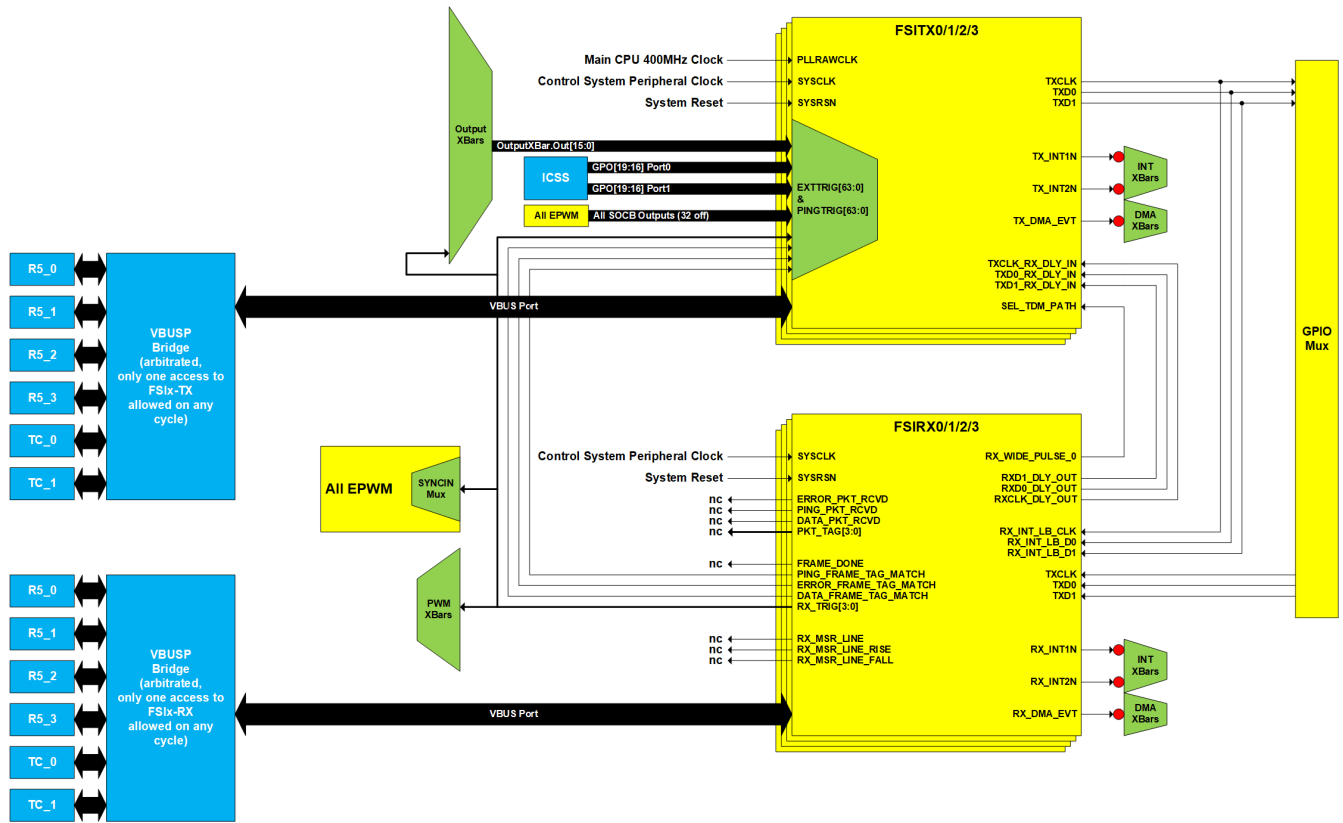 FSITX0/1/2/3
Main CPU 400MHz Clock
Control System Peripheral Clock
System Reset
PLLRAWCLK
SYSCLK
SYSRSN
TXCLK
TXD0
TXD1
Output
XBars
OutputXBar.Out[15:0]
ICSS
GPO[19:16] Port0
GPO[19:16] Port1
All EPWM
All SOCB Outputs (32 off)
EXTTRIG[63:0]
&
PINGTRIG[63:0]
TX_INT1N
TX_INT2N
TX_DMA_EVT
INT
XBars
DMA
XBars
TXCLK_RX_DLY_IN
TXD0_RX_DLY_IN
TXD1_RX_DLY_IN
SEL_TDM_PATH
GPIO
Mux
R5_0
R5_1
R5_2
R5_3
TC_0
TC_1
VBUSP
Bridge
(arbitrated,
only one access to
FSIx-TX
allowed on any
cycle)
VBUS Port
FSIRX0/1/2/3
Control System Peripheral Clock
System Reset
SYSCLK
SYSRSN
nc
ERROR_PKT_RCVD
nc
PING_PKT_RCVD
nc
DATA_PKT_RCVD
nc
PKT_TAG[3:0]
nc
FRAME_DONE
PING_FRAME_TAG_MATCH
ERROR_FRAME_TAG_MATCH
DATA_FRAME_TAG_MATCH
RX_TRIG[3:0]
nc
RX_MSR_LINE
nc
RX_MSR_LINE_RISE
nc
RX_MSR_LINE_FALL
RX_WIDE_PULSE_0
RXD1_DLY_OUT
RXD0_DLY_OUT
RXCLK_DLY_OUT
RX_INT_LB_CLK
RX_INT_LB_D0
RX_INT_LB_D1
TXCLK
TXD0
TXD1
RX_INT1N
RX_INT2N
RX_DMA_EVT
INT
XBars
DMA
XBars
All EPWM
SYNCIN
Mux
PWM
XBars
R5_0
R5_1
R5_2
R5_3
TC_0
TC_1
VBUSP
Bridge
(arbitrated,
only one access to
FSIx-RX
allowed on any
cycle)
VBUS Port